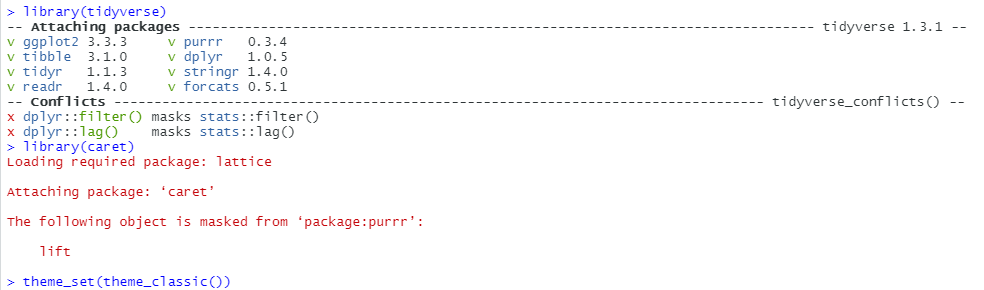 > library(tidyverse)
-- Attaching packages -------------------------------------------------------------------------------- tidyverse 1.3.1 --
v ggplot2 3.3.3     v purrr   0.3.4
v tibble  3.1.0     v dplyr   1.0.5
v tidyr   1.1.3     v stringr 1.4.0
v readr   1.4.0     v forcats 0.5.1
-- Conflicts ----------------------------------------------------------------------------------- tidyverse_conflicts() --
x dplyr::filter() masks stats::filter()
x dplyr::lag()    masks stats::lag()
> library(caret)
Loading required package: lattice

Attaching package: ‘caret’

The following object is masked from ‘package:purrr’:

    lift

> theme_set(theme_classic())